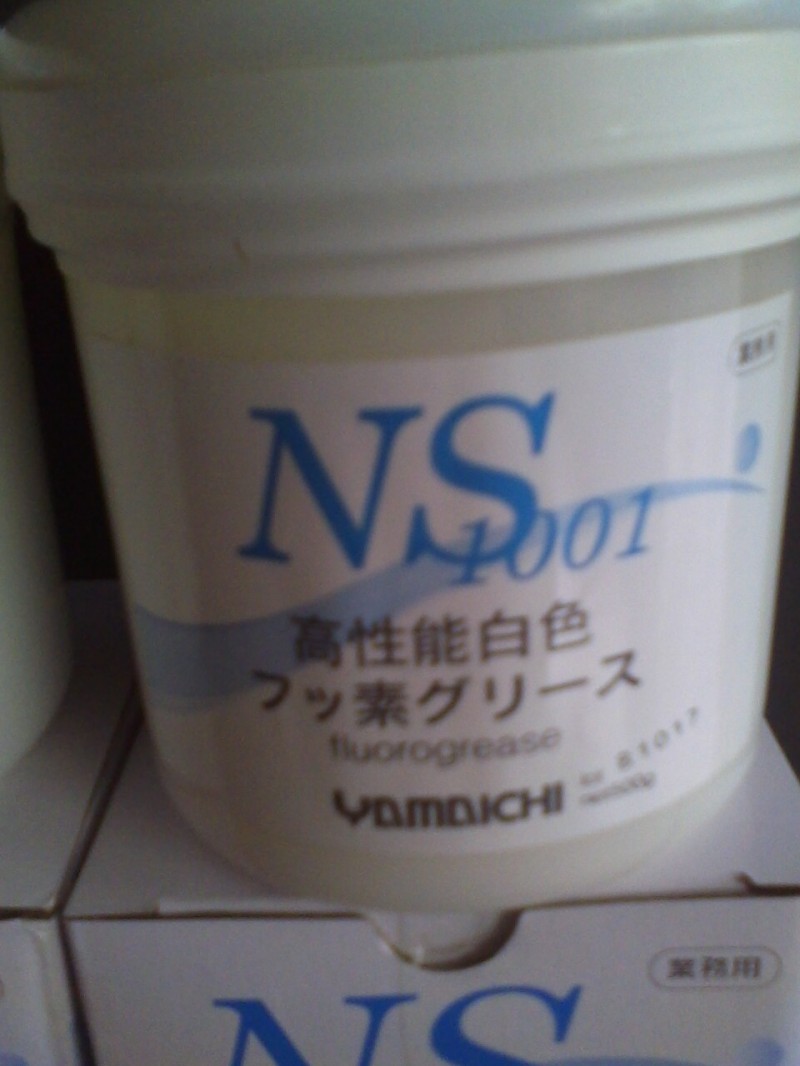 業務用
NS
1001
高性能白色
フッ素グリース
fluorogrease
YAMAICHI
業務用
NS